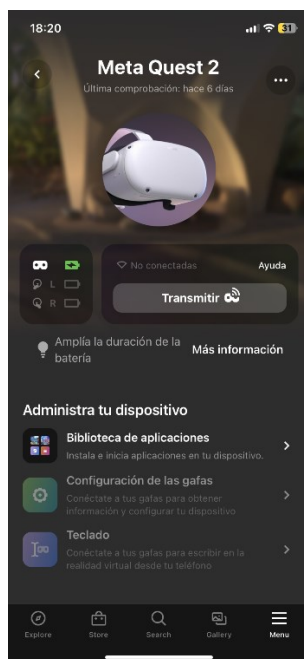 18:20
31
Meta Quest 2
Última comprobación: hace 6 días
No conectadas
Ayuda
L
R
Transmitir
Amplía la duración de la
batería
Más información
Administra tu dispositivo
Biblioteca de aplicaciones
Instala e inicia aplicaciones en tu dispositivo.
Configuración de las gafas
Conéctate a tus gafas para obtener
información y configurar tu dispositivo
Teclado
Conéctate a tus gafas para escribir en la
realidad virtual desde tu teléfono
Explore
Store
Search
Gallery
Menu